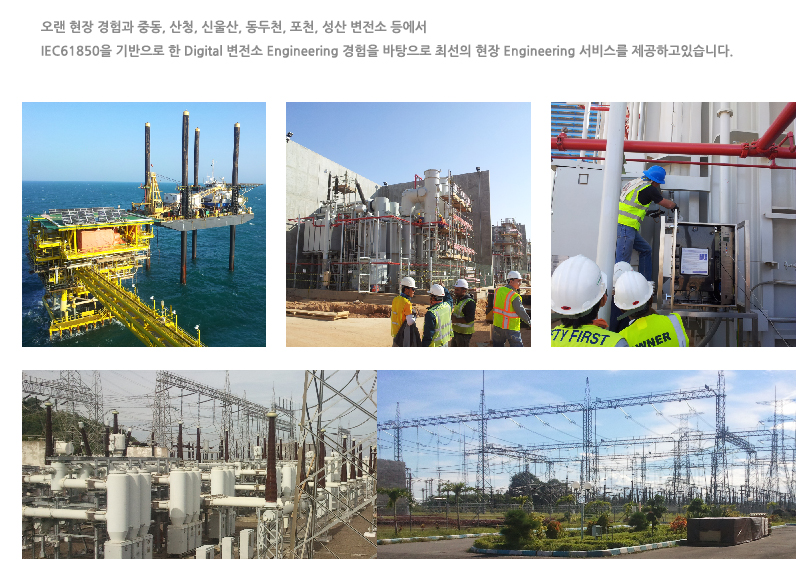 오랜 현장 경험과 중동, 산청, 신울산, 동두천, 포천, 성산 변전소 등에서
IEC61850을 기반으로 한 Digital 변전소 Engineering 경험을 바탕으로 최선의 현장 Engineering 서비스를 제공하고있습니다.
TY FIRST
WNER